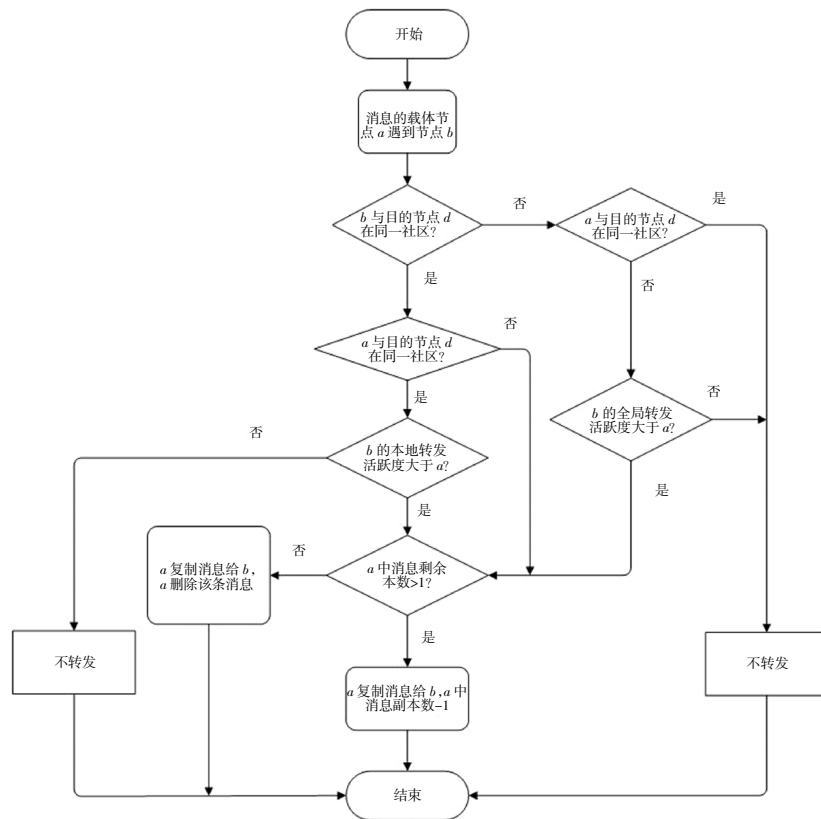 开始
消息的载体节
点 a 遇到节点 b
b 与目的节点 d
在同一社区?
否
a 与目的节点 d
在同一社区?
是
是
否
a 与目的节点 d
在同一社区?
否
是
b 的全局转发
活跃度大于 a?
否
否
b 的本地转发
活跃度大于 a?
是
是
a 复制消息给 b,
a 删除该条消息
否
a 中消息剩余
本数>1?
是
不转发
a 复制消息给 b,a 中
消息副本数-1
不转发
结束